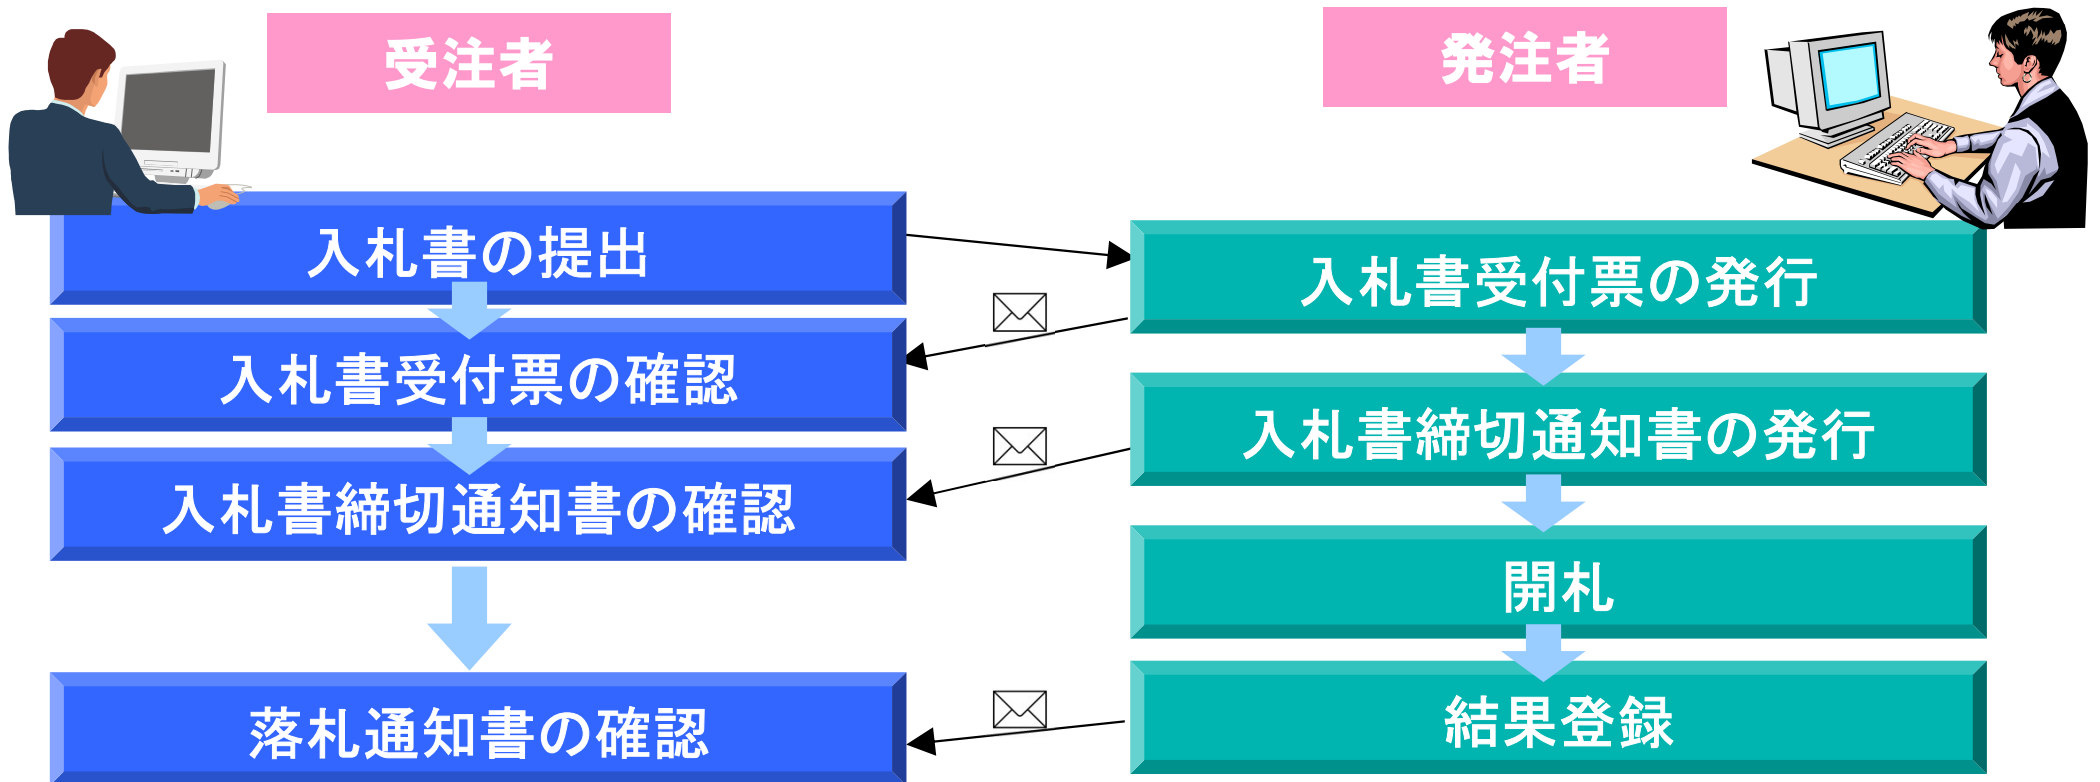 受注者
発注者
入札書の提出
入札書受付票の発行
入札書受付票の確認
入札書締切通知書の発行
入札書締切通知書の確認
開札
落札通知書の確認
結果登録